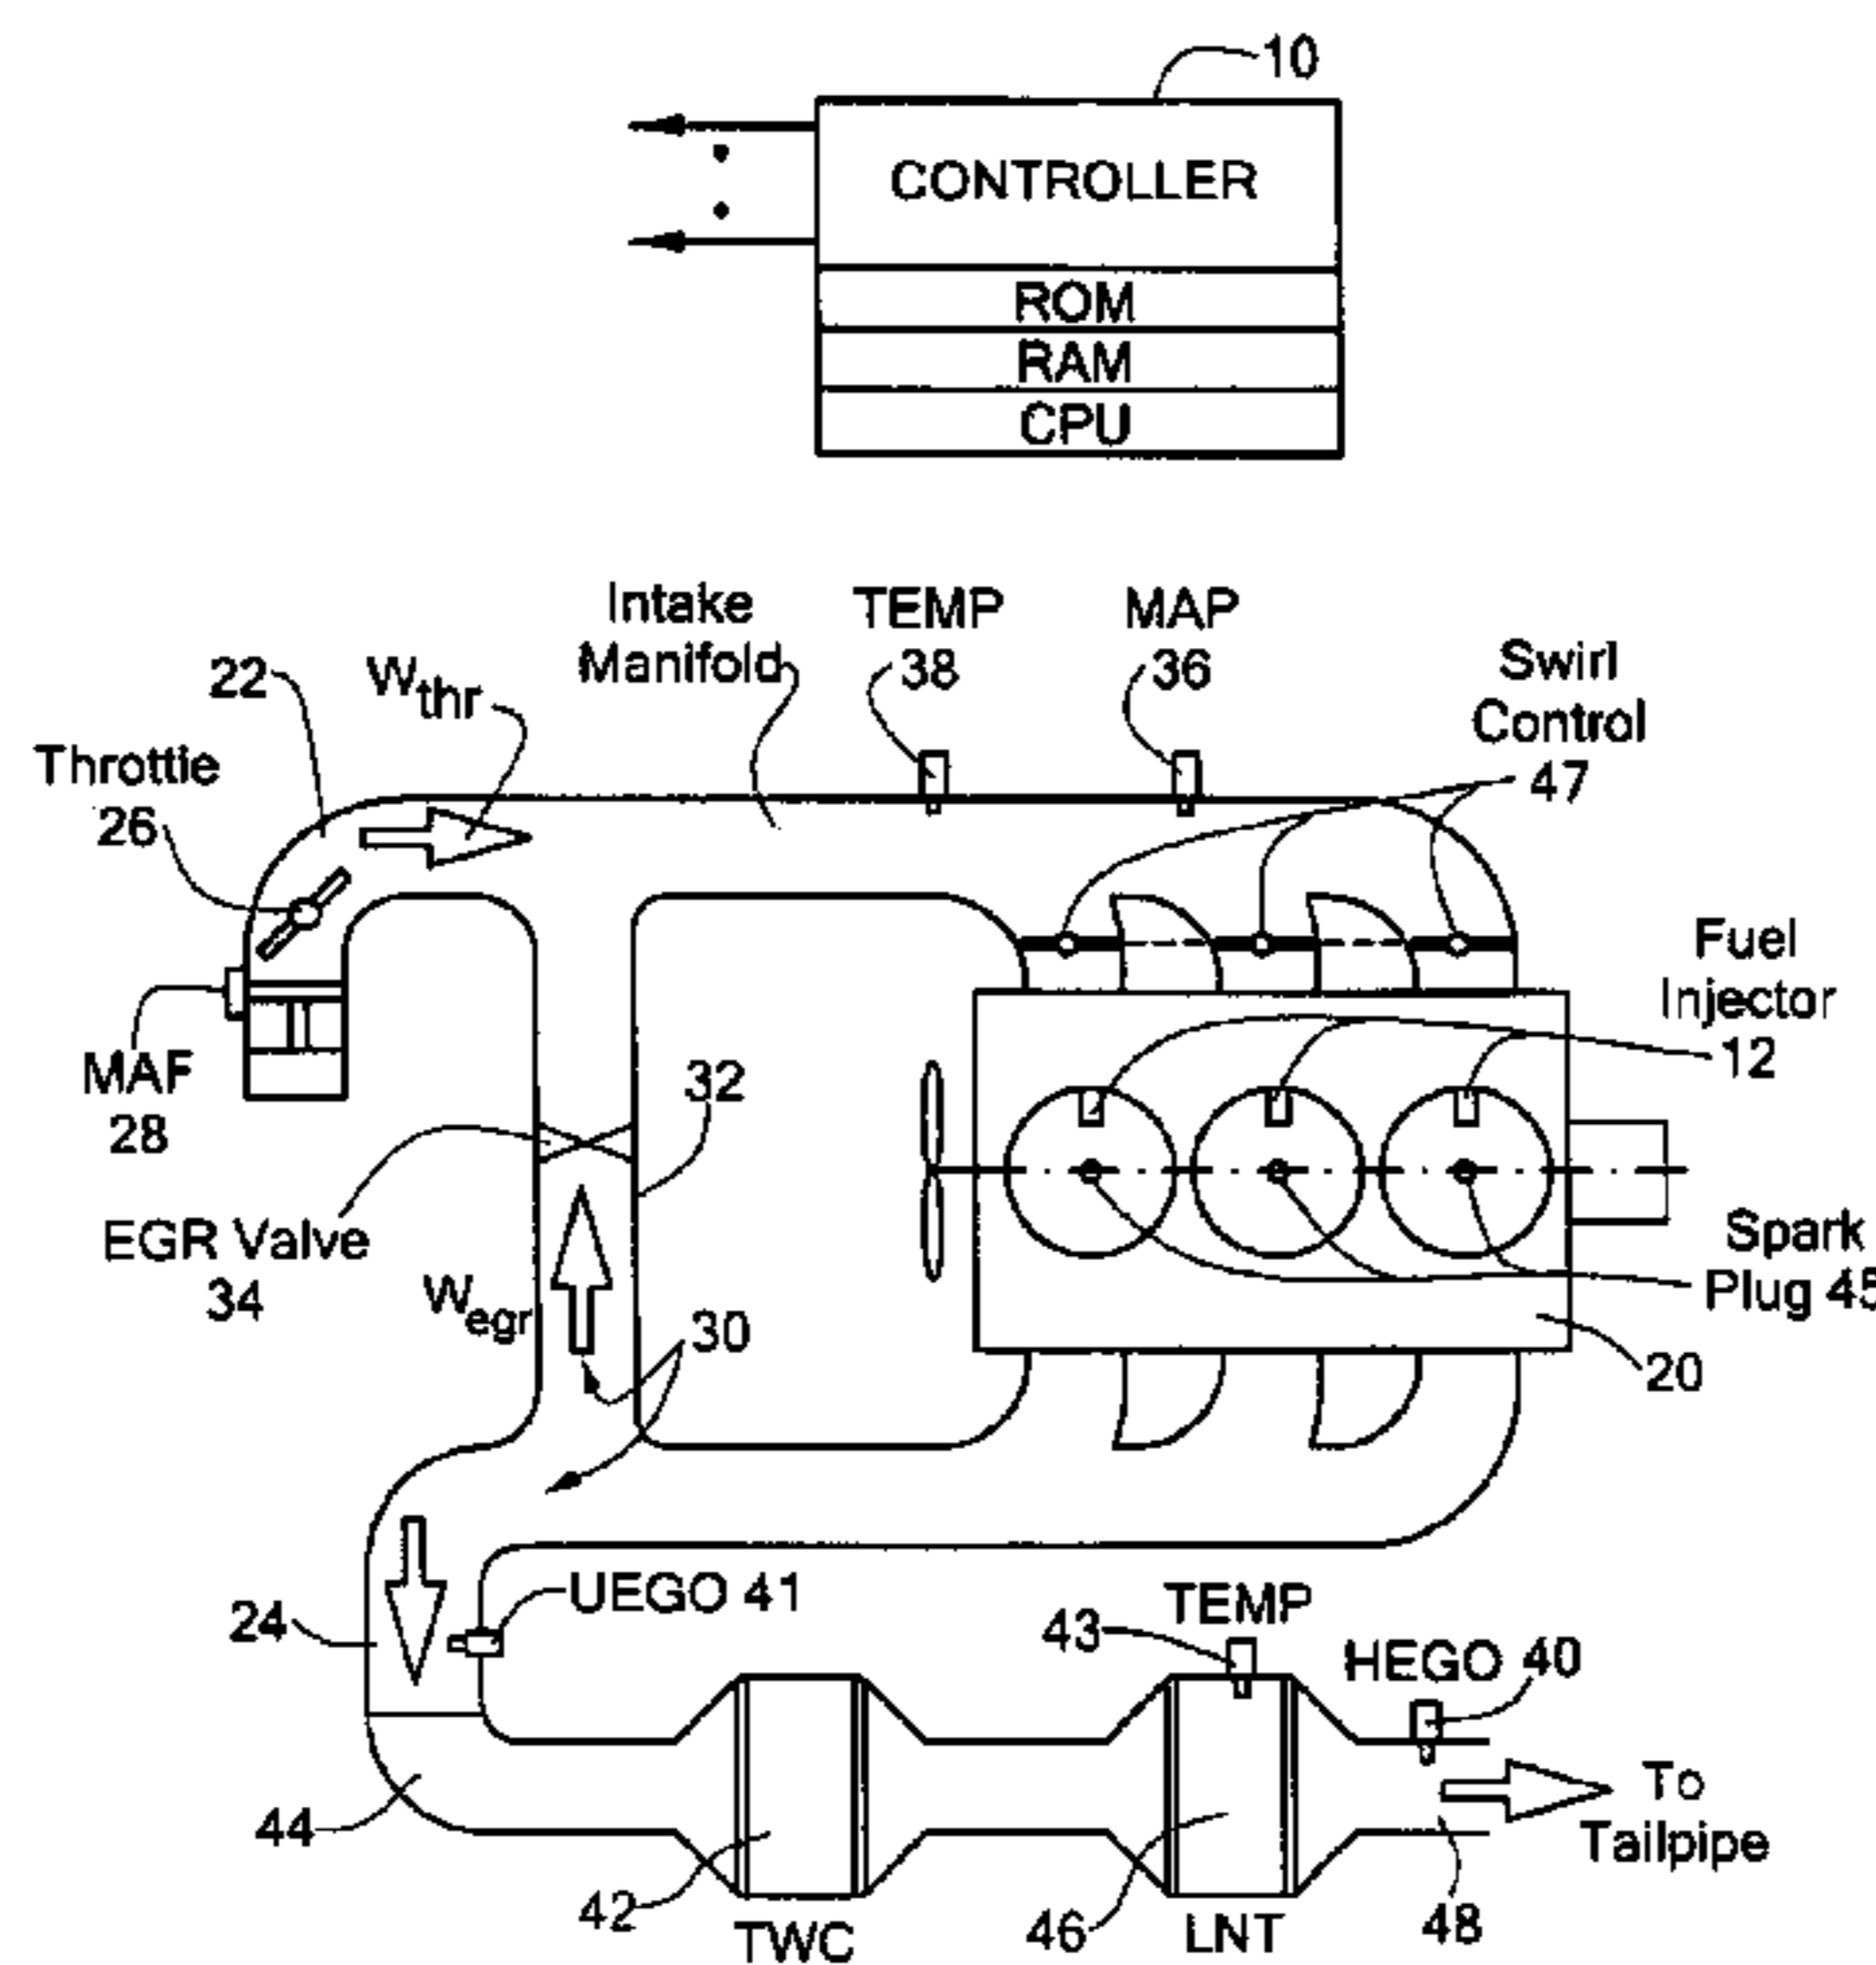 10
CONTROLLER
ROM
RAM
CPU
Intake
Manifold
TEMP
38
MAP
36
Swirl
Control
47
22
Wthr
Throttle
26
Fuel
Injector
12
MAF
28
32
EGR Valve
34
Wegr
30
Spark
Plug 45
20
24
UEGO 41
TEMP
43
HEGO 40
To
Tailpipe
44
42
TWC
46
LNT
48